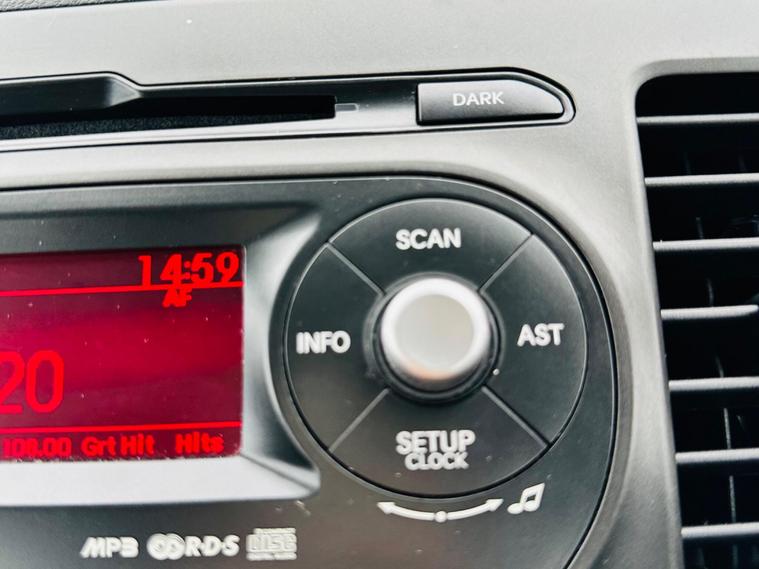 DARK
SCAN
14:59
AF
INFO
AST
20
108.00 Grt Hit Hits
SETUP
CLOCK
MP3 RDS DISC